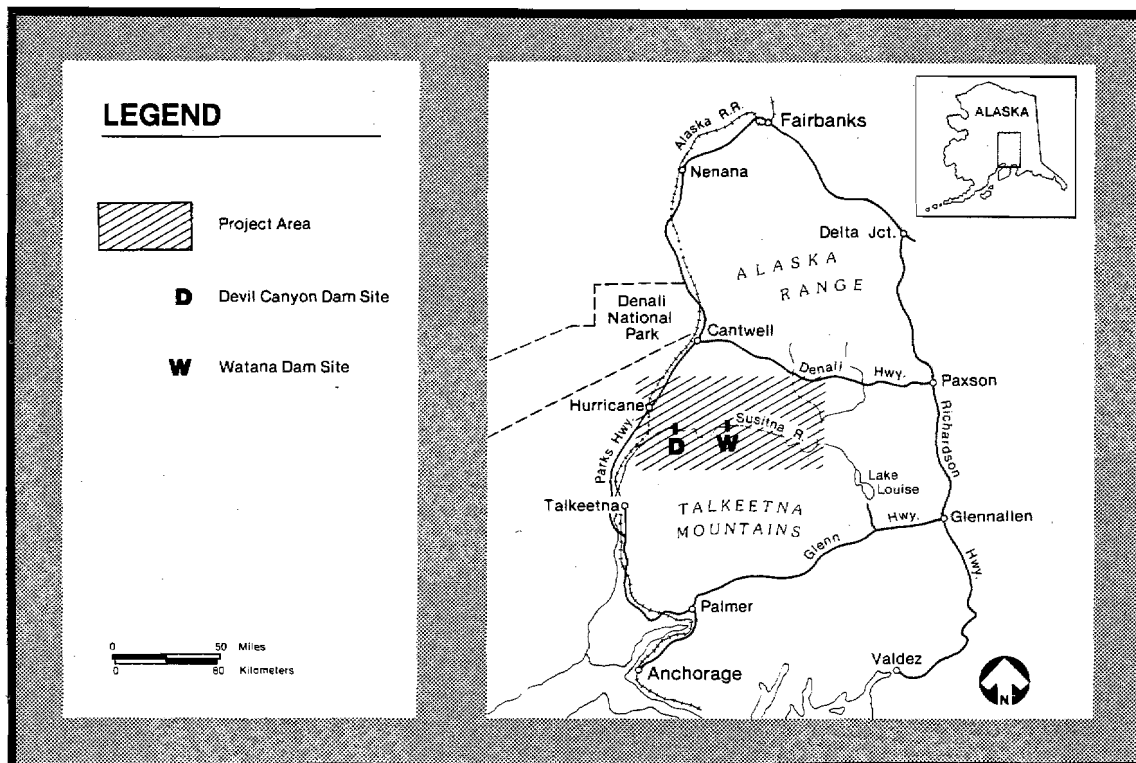 LEGEND
Project Area
D Devil Canyon Dam Site
W Watana Dam Site
0 50 Miles
0 80 Kilometers
ALASKA
Alaska R.R.
Fairbanks
Nenana
Delta Jct.
ALASKA
RANGE
Denali
National
Park
Cantwell
Denali Hwy.
Paxson
Hurricane
Parks Hwy.
Susitna R.
D
W
Richardson
Hwy.
Lake
Louise
Talkeetna
TALKEETNA
MOUNTAINS
Glenn Hwy.
Glennallen
Palmer
Anchorage
Valdez
N